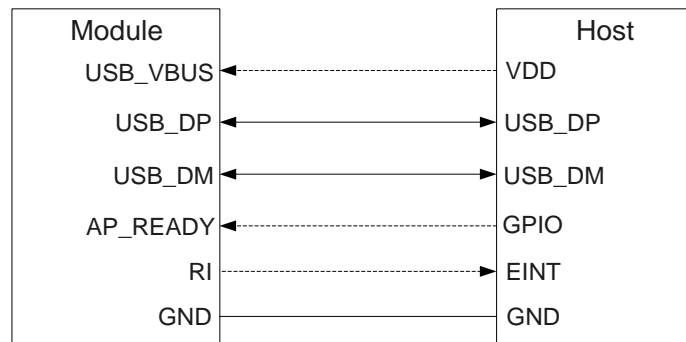 Module Host
USB_VBUS VDD
USB_DP USB_DP
USB_DM USB_DM
AP_READY GPIO
RI EINT
GND GND